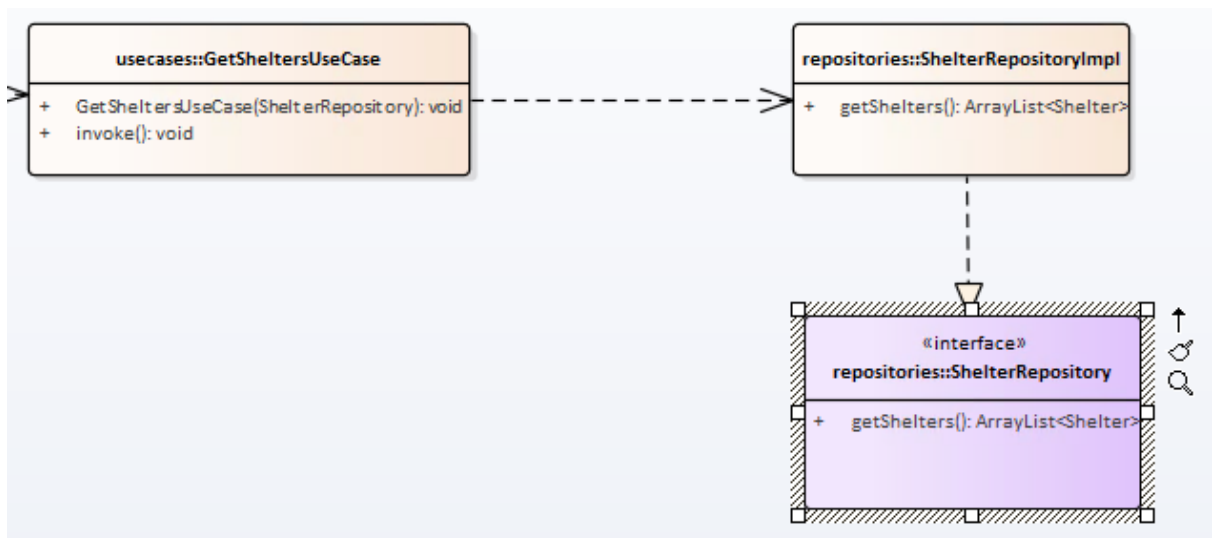 usecases::GetSheltersUseCase
+ GetSheltersUseCase(ShelterRepository): void
+ invoke(): void
repositories::ShelterRepositoryImpl
+ getShelters(): ArrayList<Shelter>
«interface»
repositories::ShelterRepository
+ getShelters(): ArrayList<Shelter>